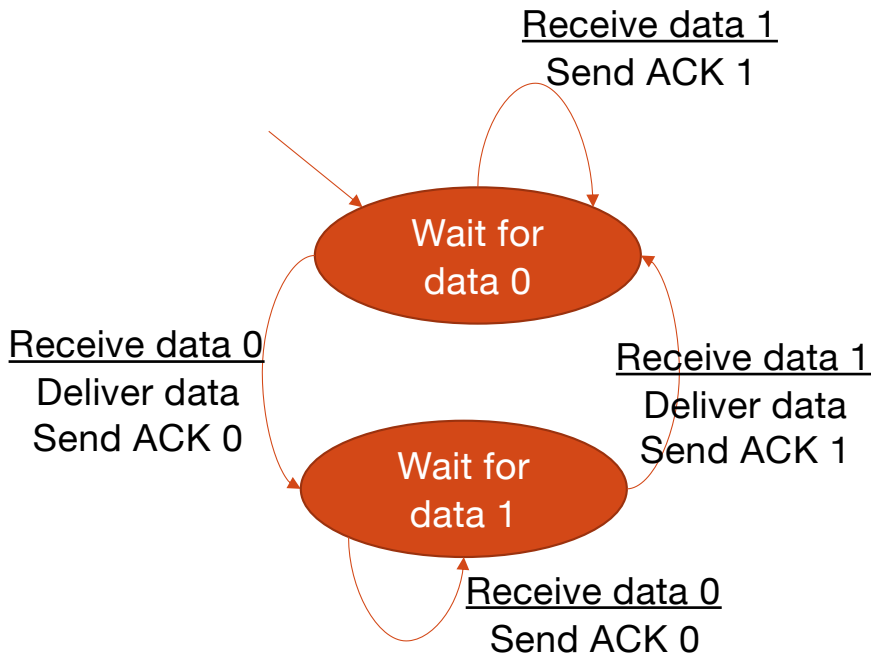 Receive data 1
Send ACK 1
Wait for
data 0
Receive data 0
Deliver data
Send ACK 0
Receive data 1
Deliver data
Send ACK 1
Wait for
data 1
Receive data 0
Send ACK 0